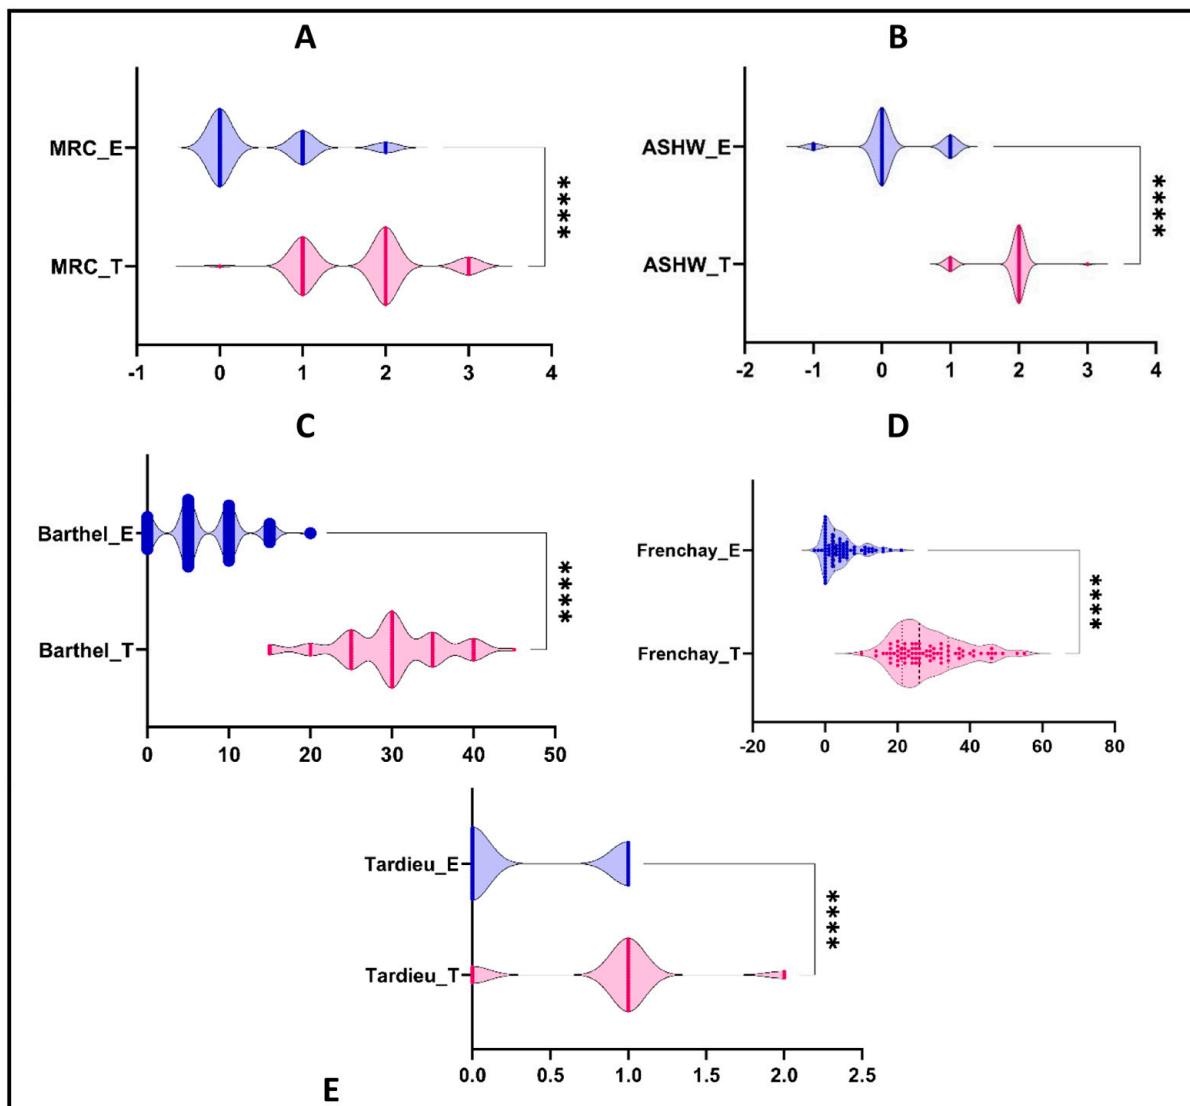 A
MRC_E
MRC_T
****
-1 0 1 2 3 4
B
ASHW_E
ASHW_T
****
-2 -1 0 1 2 3 4
C
Barthel_E
Barthel_T
****
0 10 20 30 40 50
D
Frenchay_E
Frenchay_T
****
-20 0 20 40 60 80
Tardieu_E
Tardieu_T
****
0.0 0.5 1.0 1.5 2.0 2.5
E